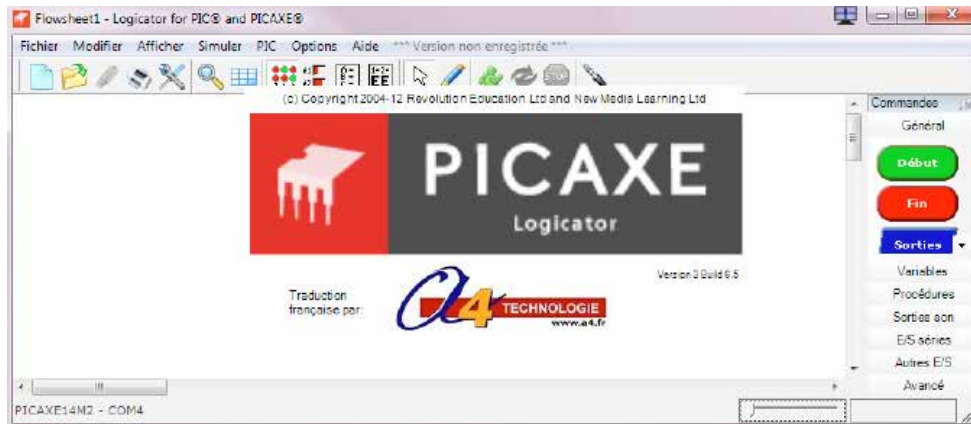 Flowsheet1 - Logicator for PIC® and PICAXE®
Fichier Modifier Afficher Simuler PIC Options Aide *** Version non enregistrée ***
STOP
(c) Copyright 2004-12 Revolution Education Ltd and New Media Learning Ltd
PICAXE
Logicator
Version 3 Build 6.5
Traduction
française par:
a4 TECHNOLOGIE
www.a4.fr
Commandes
Général
Début
Fin
Sorties
Variables
Procédures
Sorties son
E/S séries
Autres E/S
Avancé
PICAXE14M2 - COM4